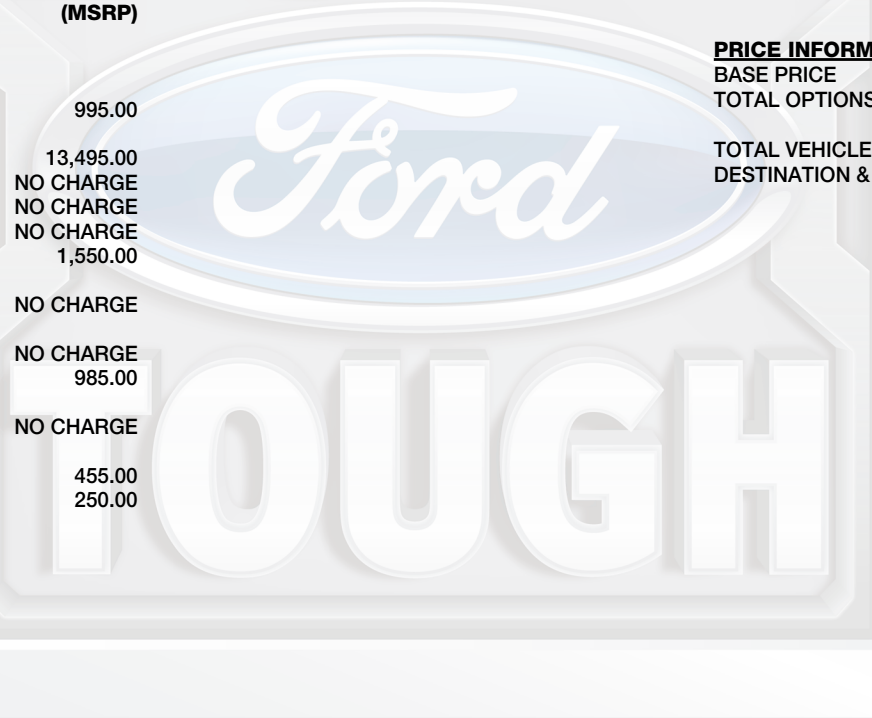 (MSRP)
995.00
13,495.00
NO CHARGE
NO CHARGE
NO CHARGE
1,550.00
NO CHARGE
NO CHARGE
985.00
NO CHARGE
455.00
250.00
PRICE INFORM
BASE PRICE
TOTAL OPTIONS
TOTAL VEHICLE
DESTINATION &
Ford
TOUGH